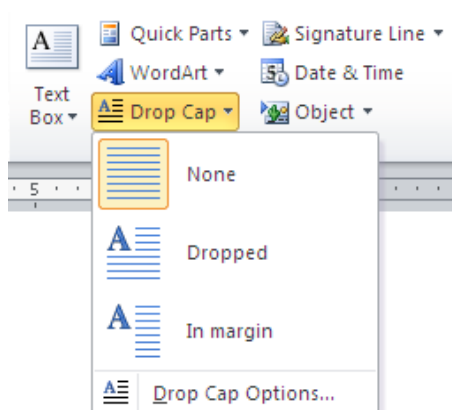 A
Text
Box
Quick Parts
WordArt
A Drop Cap
Signature Line
5 Date & Time
Object
5
None
A Dropped
A In margin
A Drop Cap Options...